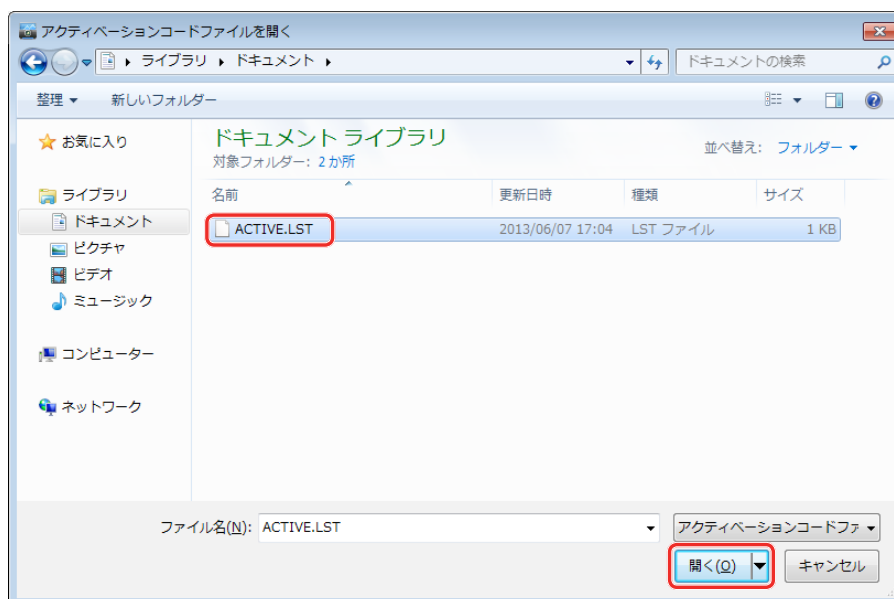 アクティベーションコードファイルを開く
ライブラリ ドキュメント
ドキュメントの検索
整理 新しいフォルダー
お気に入り
ライブラリ
ドキュメント
ピクチャ
ビデオ
ミュージック
コンピューター
ネットワーク
ドキュメント ライブラリ
対象フォルダー: 2 か所
並べ替え: フォルダー
名前 更新日時 種類 サイズ
ACTIVE.LST 2013/06/07 17:04 LST ファイル 1 KB
ファイル名(N): ACTIVE.LST
アクティベーションコードファ
開く(O) キャンセル